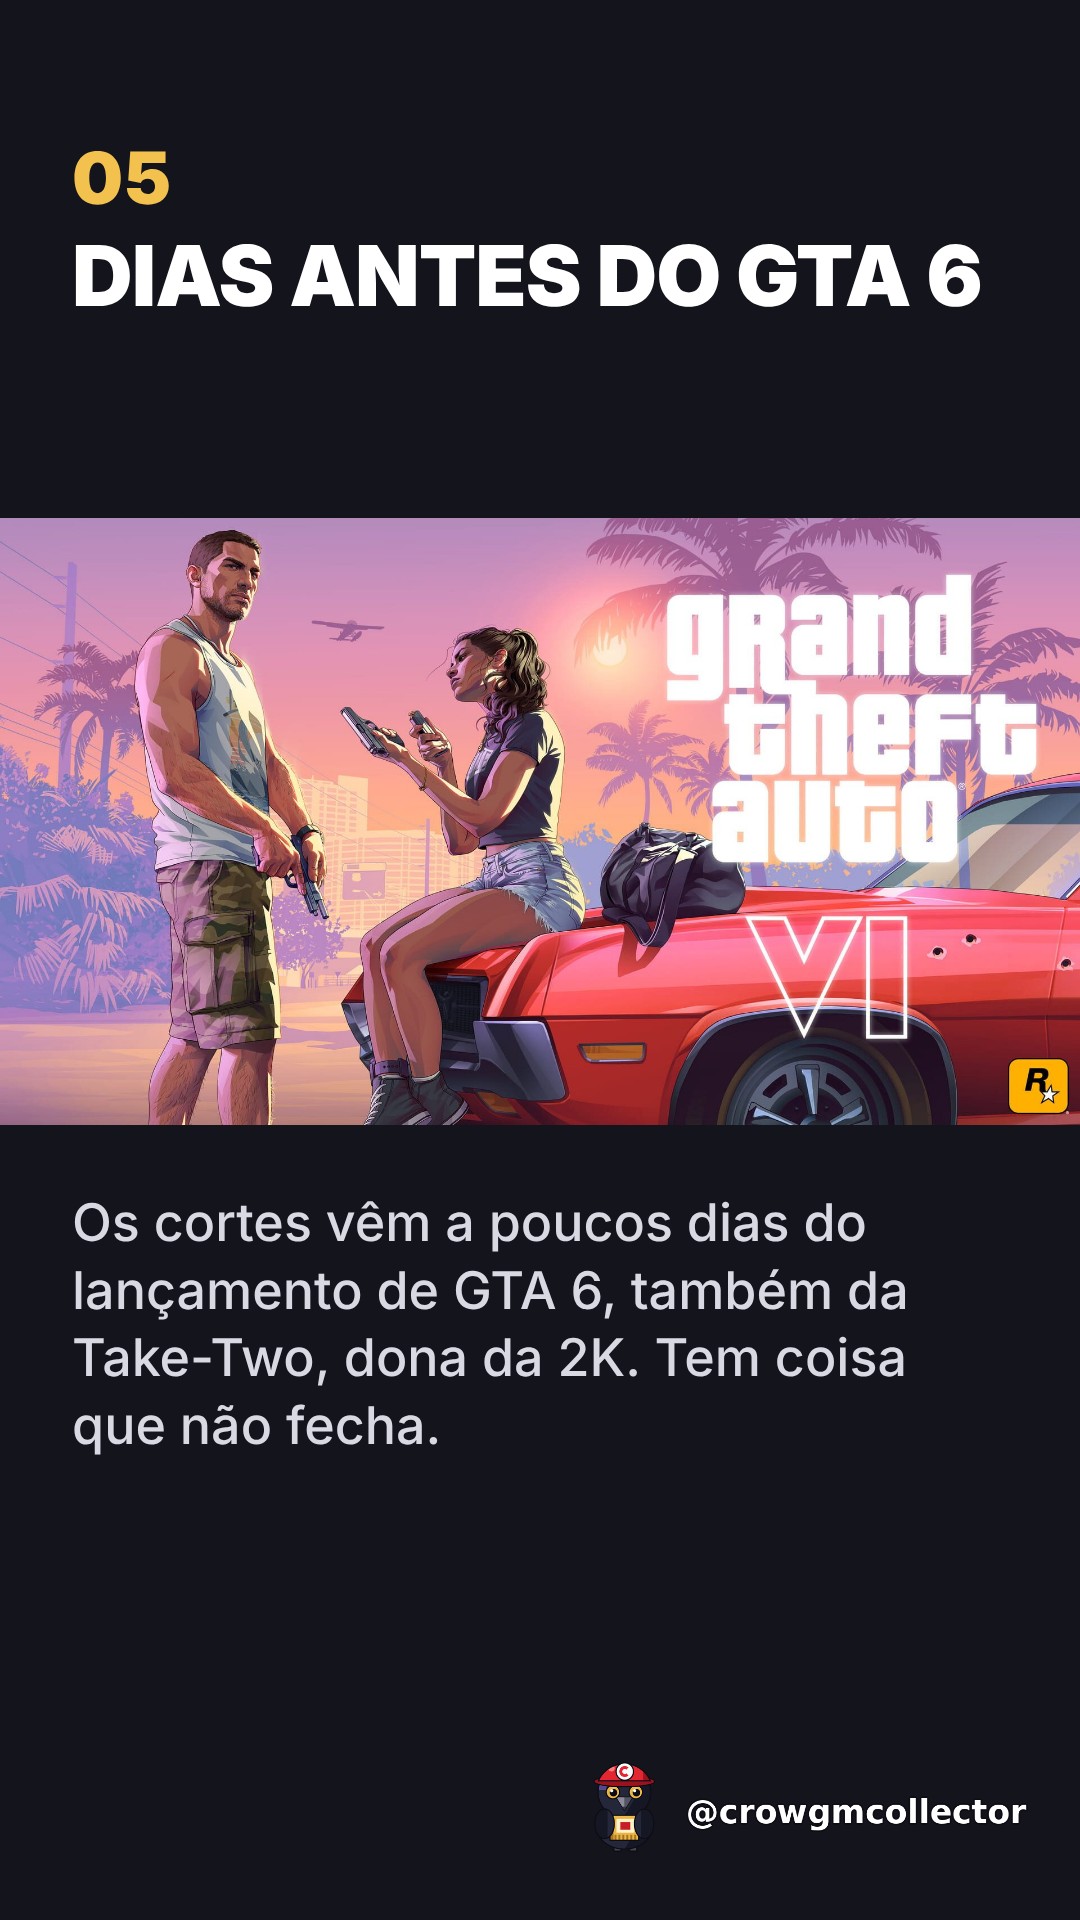 05
DIAS ANTES DO GTA 6
grand
theft
auto
VI
R
Os cortes vêm a poucos dias do
lançamento de GTA 6, também da
Take-Two, dona da 2K. Tem coisa
que não fecha.
C
@crowgmcollector